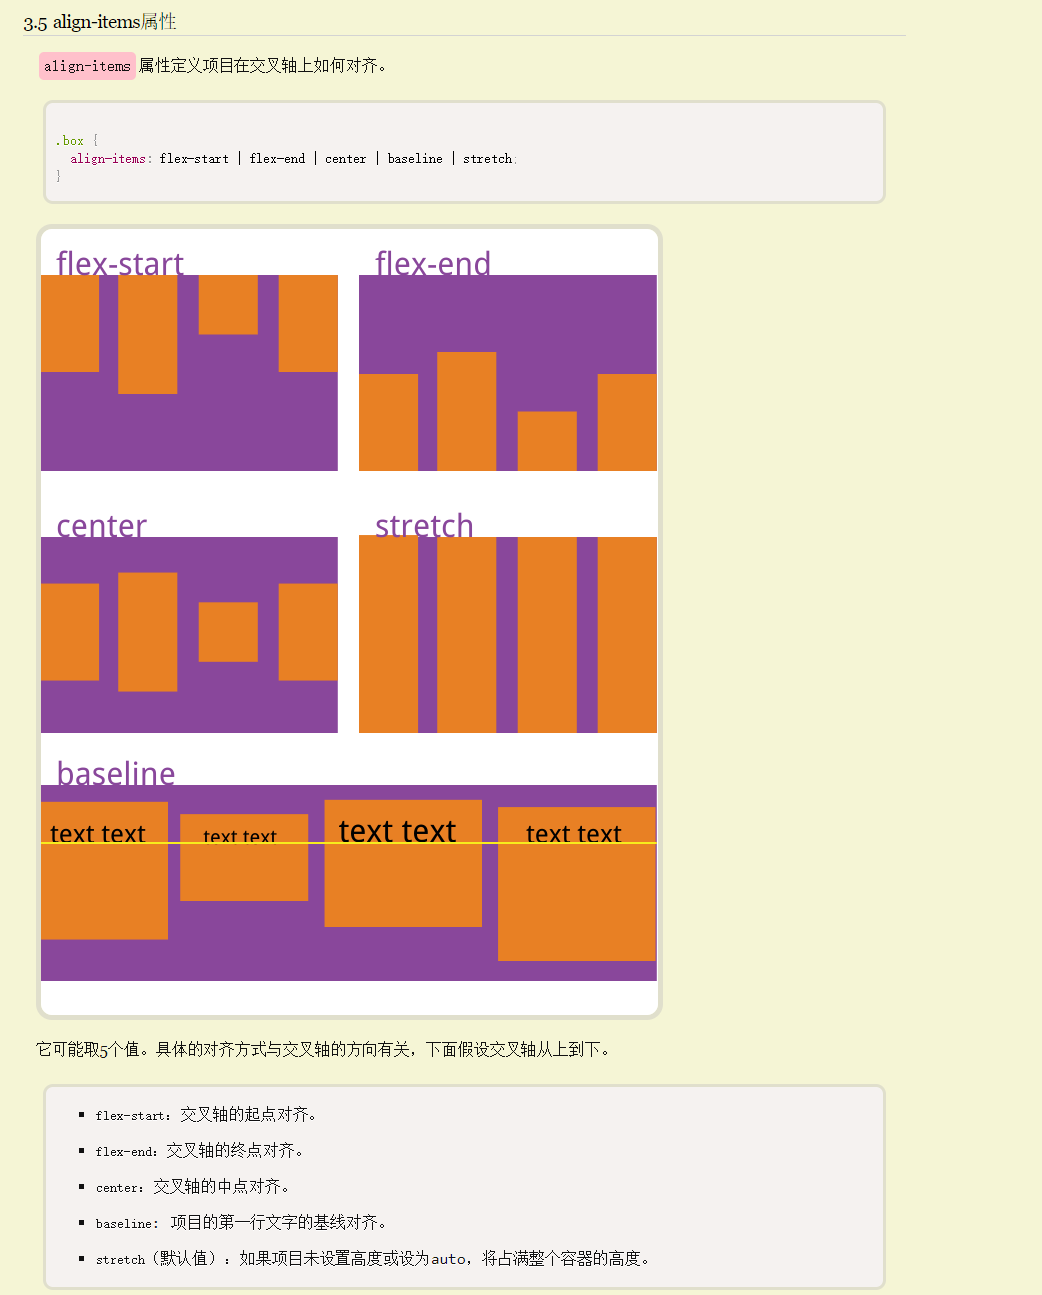 3.5 align-items属性
align-items 属性定义项目在交叉轴上如何对齐。
.box {
align-items: flex-start | flex-end | center | baseline | stretch;
}
flex-start
flex-end
center
stretch
baseline
text text
text text
text text
text text
它可能取5个值。具体的对齐方式与交叉轴的方向有关，下面假设交叉轴从上到下。
flex-start：交叉轴的起点对齐。
flex-end：交叉轴的终点对齐。
center：交叉轴的中点对齐。
baseline: 项目的第一行文字的基线对齐。
stretch（默认值）：如果项目未设置高度或设为auto，将占满整个容器的高度。